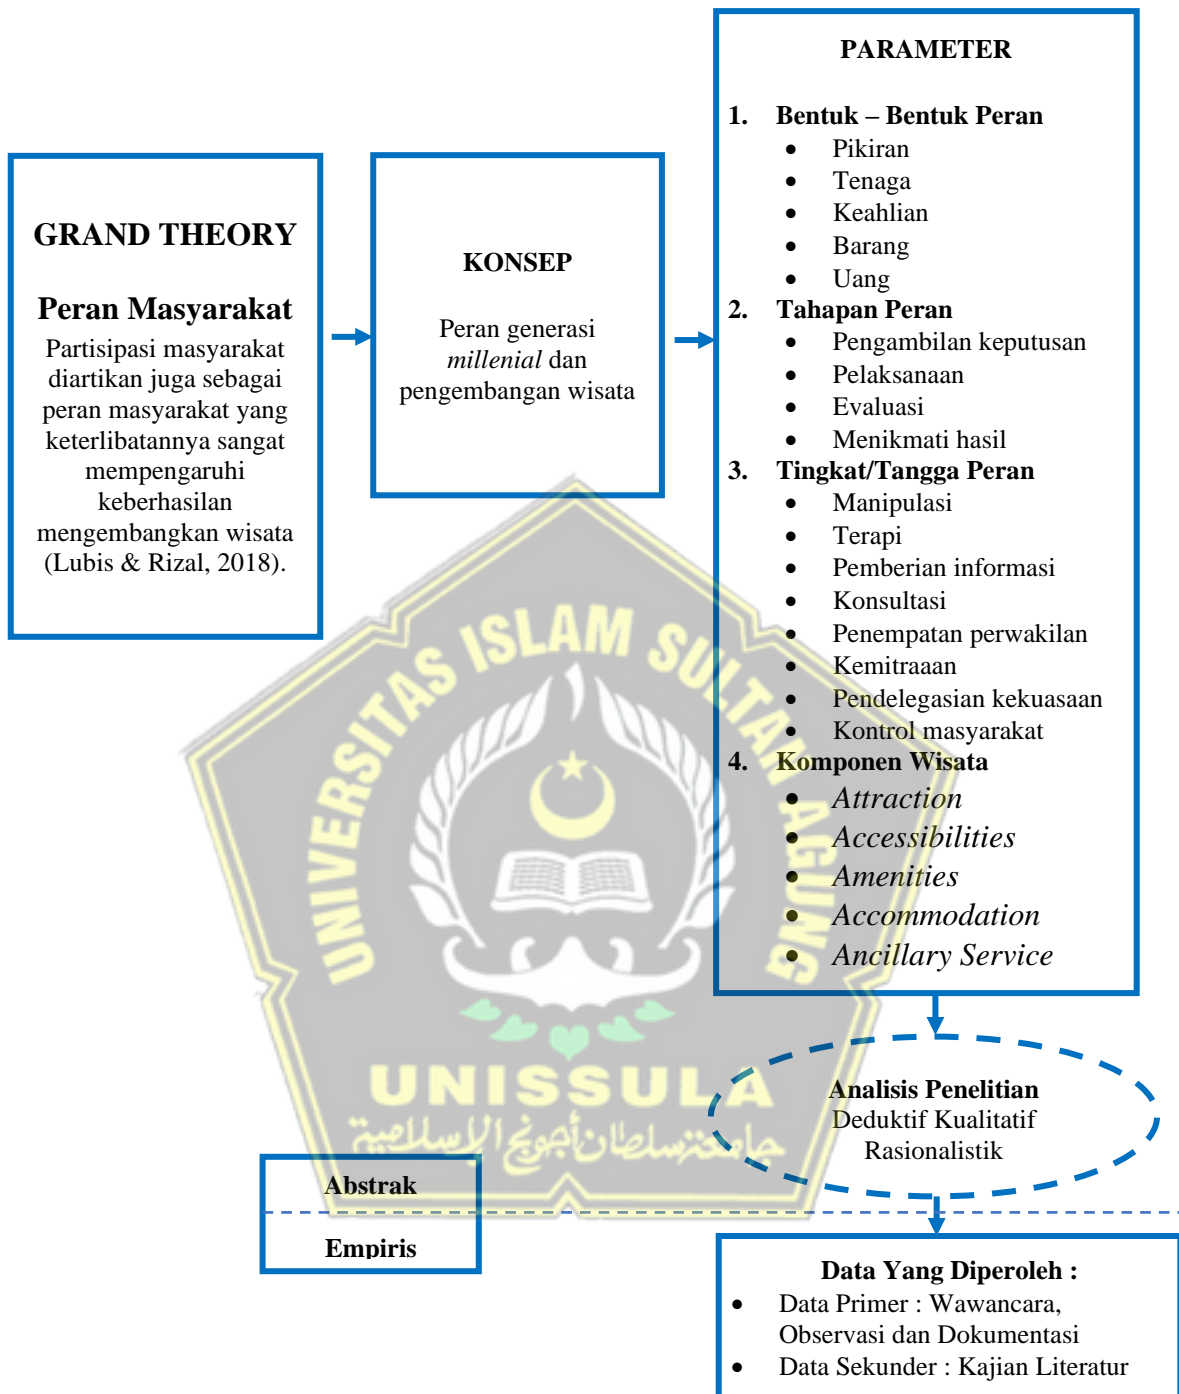 GRAND THEORY
Peran Masyarakat
Partisipasi masyarakat
diartikan juga sebagai
peran masyarakat yang
keterlibatannya sangat
mempengaruhi
keberhasilan
mengembangkan wisata
(Lubis & Rizal, 2018).
KONSEP
Peran generasi
millenial dan
pengembangan wisata
PARAMETER
1. Bentuk – Bentuk Peran
• Pikiran
• Tenaga
• Keahlian
• Barang
• Uang
2. Tahapan Peran
• Pengambilan keputusan
• Pelaksanaan
• Evaluasi
• Menikmati hasil
3. Tingkat/Tangga Peran
• Manipulasi
• Terapi
• Pemberian informasi
• Konsultasi
• Penempatan perwakilan
• Kemitraaan
• Pendelegasian kekuasaan
• Kontrol masyarakat
4. Komponen Wisata
• Attraction
• Accessibilities
• Amenities
• Accommodation
• Ancillary Service
UNIVERSITAS ISLAM SULTAN AGUNG
UNISSULA
جامعة سلطان أجونج الإسلامية
Analisis Penelitian
Deduktif Kualitatif
Rasionalistik
Abstrak
Empiris
Data Yang Diperoleh :
• Data Primer : Wawancara,
Observasi dan Dokumentasi
• Data Sekunder : Kajian Literatur